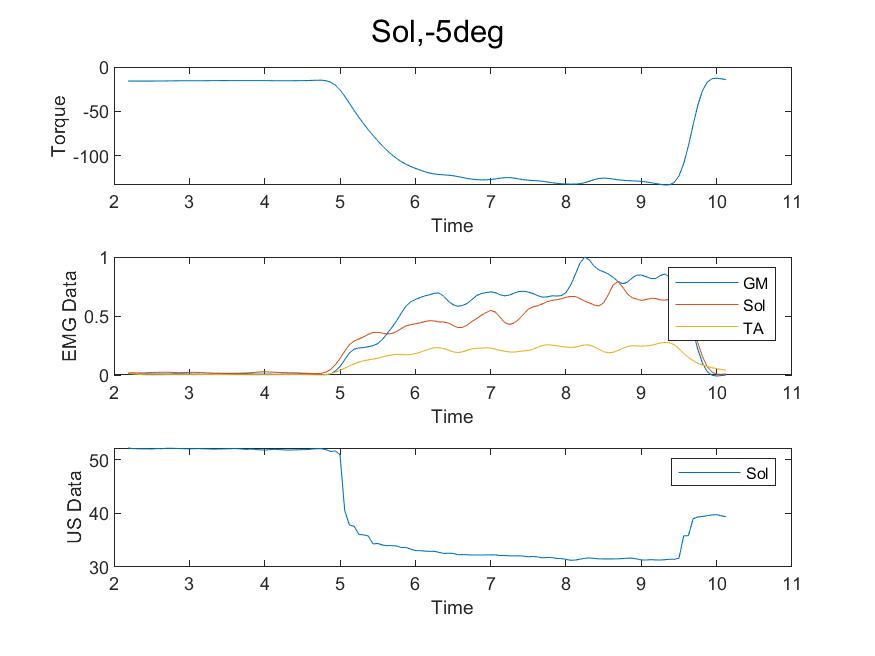 Sol,-5deg
0
-50
-100
Torque
2 3 4 5 6 7 8 9 10 11
Time
1
0.5
0
EMG Data
GM
Sol
TA
2 3 4 5 6 7 8 9 10 11
Time
50
40
30
US Data
Sol
2 3 4 5 6 7 8 9 10 11
Time